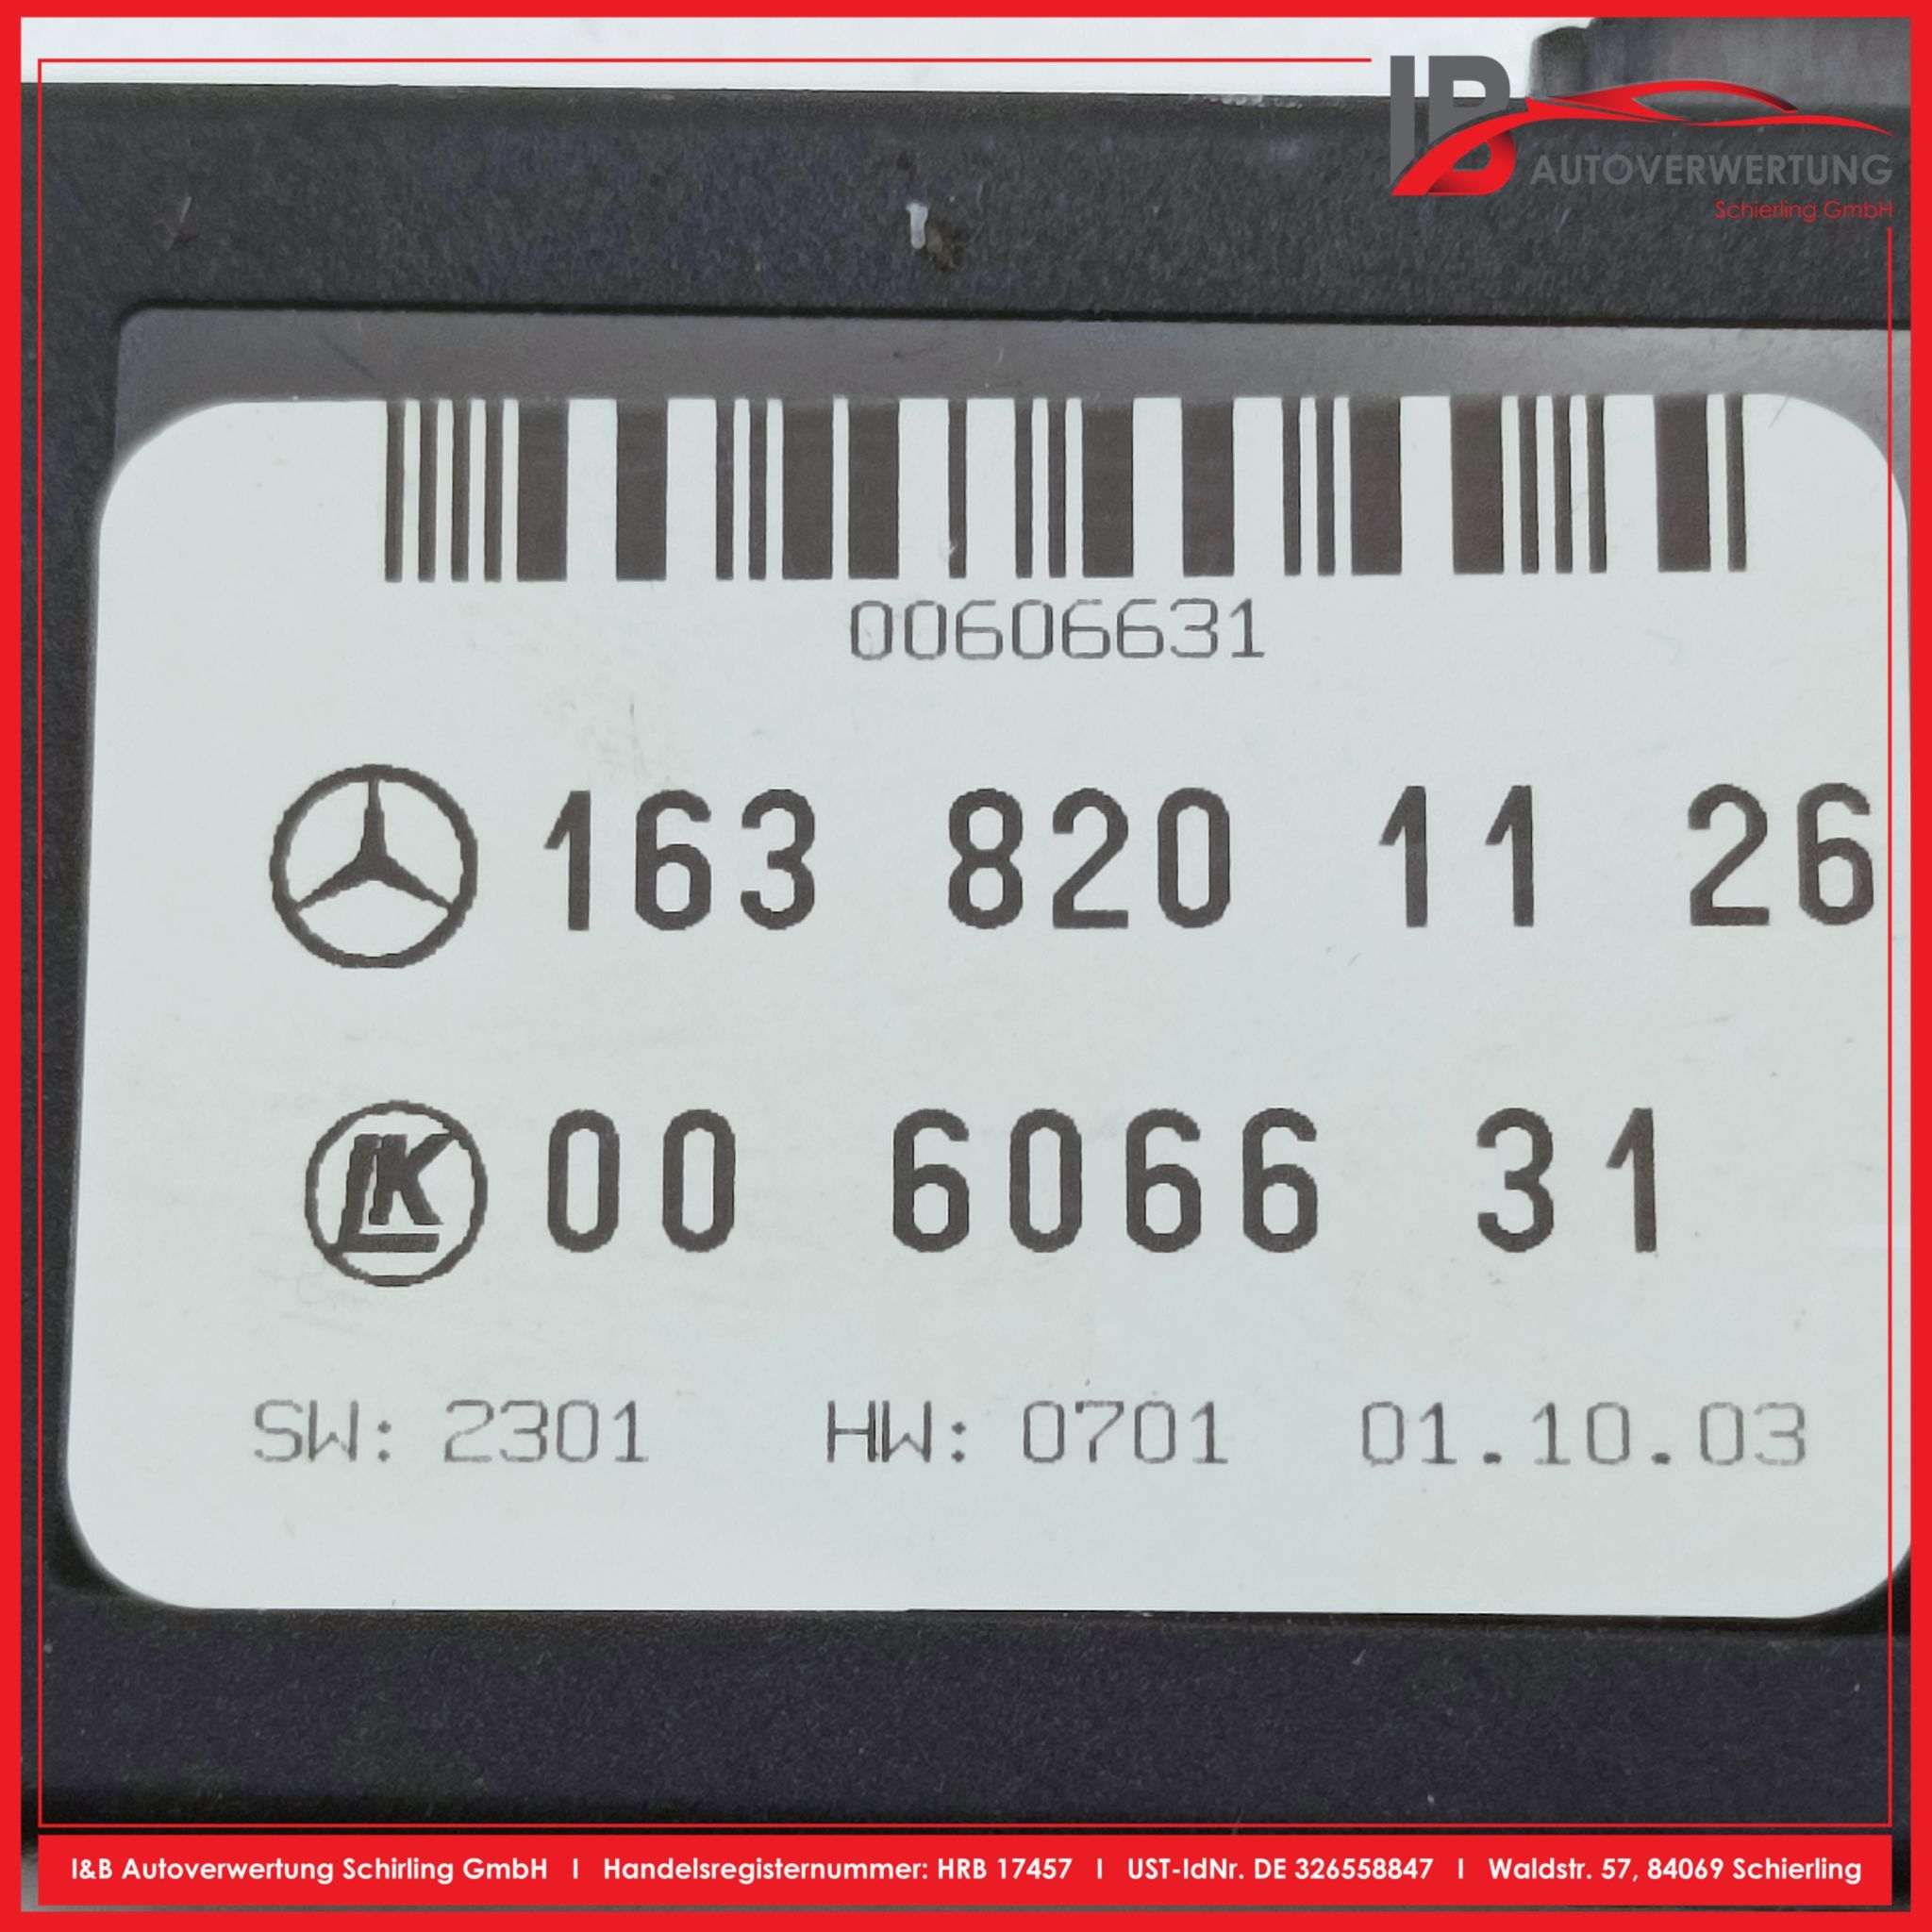 IB
AUTOVERWERTUNG
Schierling GmbH
00606631
163 820 11 26
LK 00 6066 31
SW: 2301 HW: 0701 01.10.03
I&B Autoverwertung Schirling GmbH I Handelsregisternummer: HRB 17457 I UST-IdNr. DE 326558847 I Waldstr. 57, 84069 Schierling